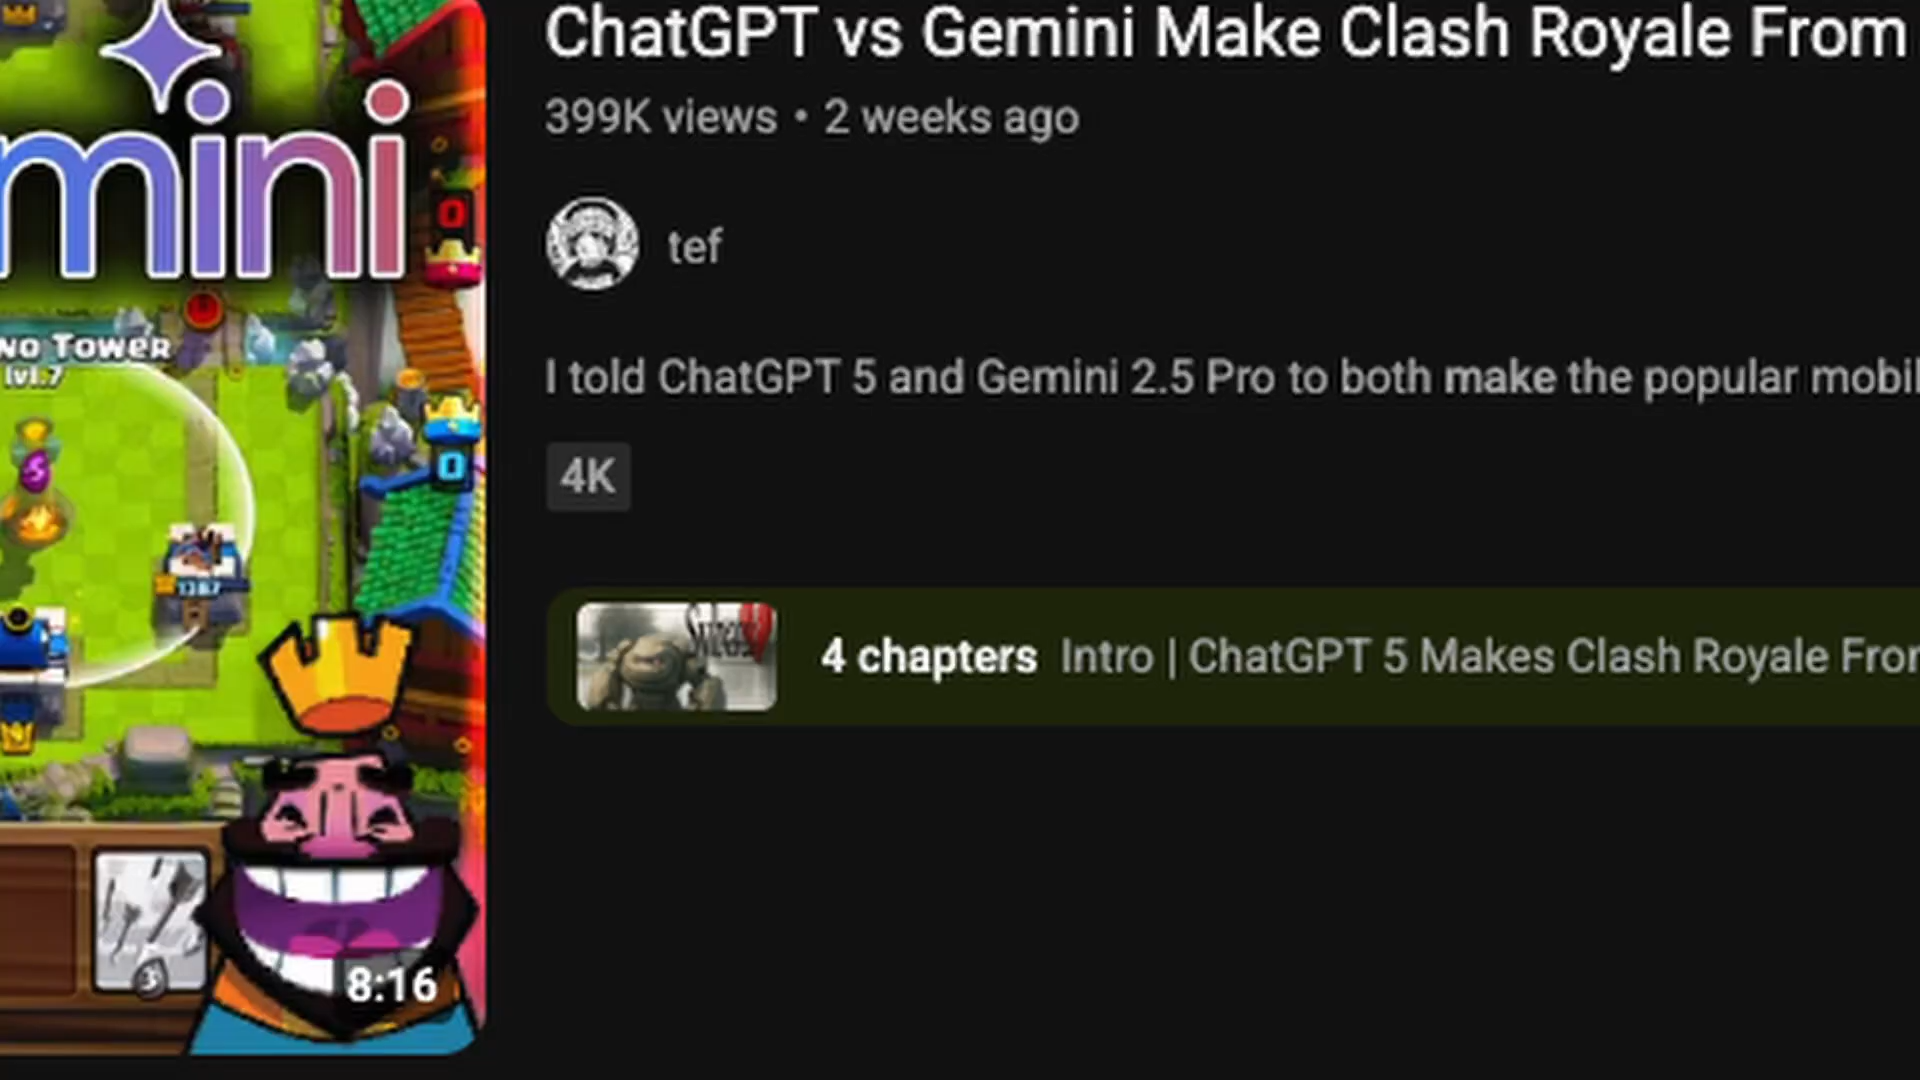 ChatGPT vs Gemini Make Clash Royale From
399K views • 2 weeks ago
mini
0
tef
no Tower
lvl.7
I told ChatGPT 5 and Gemini 2.5 Pro to both make the popular mobil
0
5
4K
1387
4 chapters Intro | ChatGPT 5 Makes Clash Royale From
3
8:16